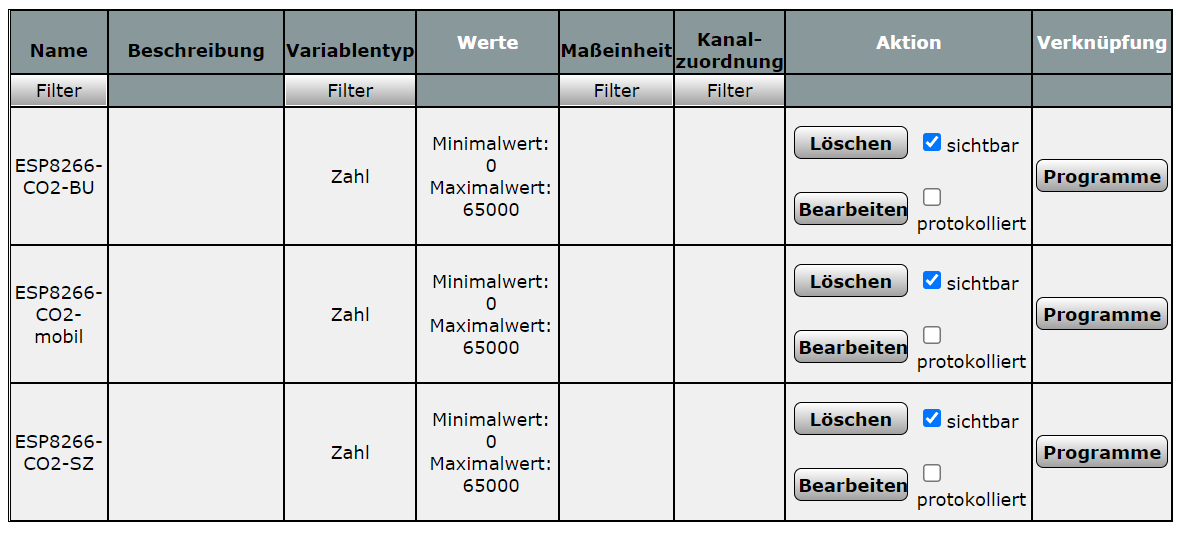 Name Beschreibung Variablentyp Werte Maßeinheit Kanal-
zuordnung Aktion Verknüpfung
Filter Filter Filter Filter
ESP8266-
CO2-BU
Zahl
Minimalwert:
0
Maximalwert:
65000
Löschen sichtbar
Bearbeiten
protokolliert
Programme
ESP8266-
CO2-
mobil
Zahl
Minimalwert:
0
Maximalwert:
65000
Löschen sichtbar
Bearbeiten
protokolliert
Programme
ESP8266-
CO2-SZ
Zahl
Minimalwert:
0
Maximalwert:
65000
Löschen sichtbar
Bearbeiten
protokolliert
Programme